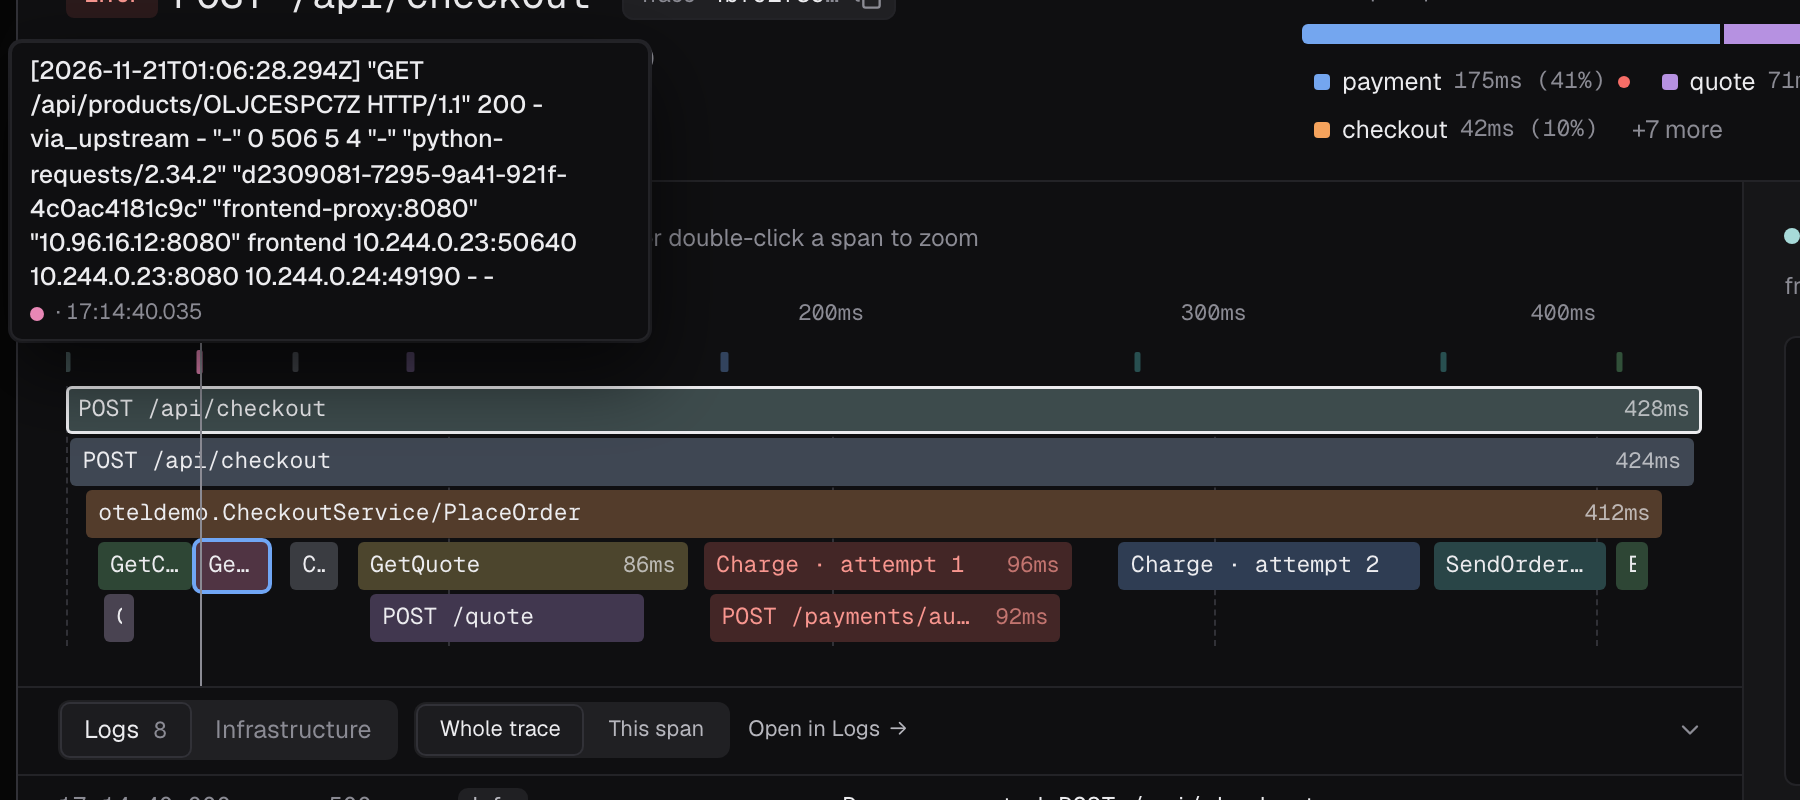 POST /api/checkout
payment 175ms (41%)
quote
checkout 42ms (10%)
+7 more
[2026-11-21T01:06:28.294Z] "GET
/api/products/OLJCESPC7Z HTTP/1.1" 200 -
via_upstream - "-" 0 506 5 4 "-" "python-
requests/2.34.2" "d2309081-7295-9a41-921f-
4c0ac4181c9c" "frontend-proxy:8080"
"10.96.16.12:8080" frontend 10.244.0.23:50640
10.244.0.23:8080 10.244.0.24:49190 - -
· 17:14:40.035
double-click a span to zoom
200ms
300ms
400ms
POST /api/checkout 428ms
POST /api/checkout 424ms
oteldemo.CheckoutService/PlaceOrder 412ms
GetC…
Ge…
C…
GetQuote 86ms
Charge · attempt 1 96ms
Charge · attempt 2
SendOrder…
POST /quote
POST /payments/au… 92ms
Logs 8
Infrastructure
Whole trace
This span
Open in Logs →